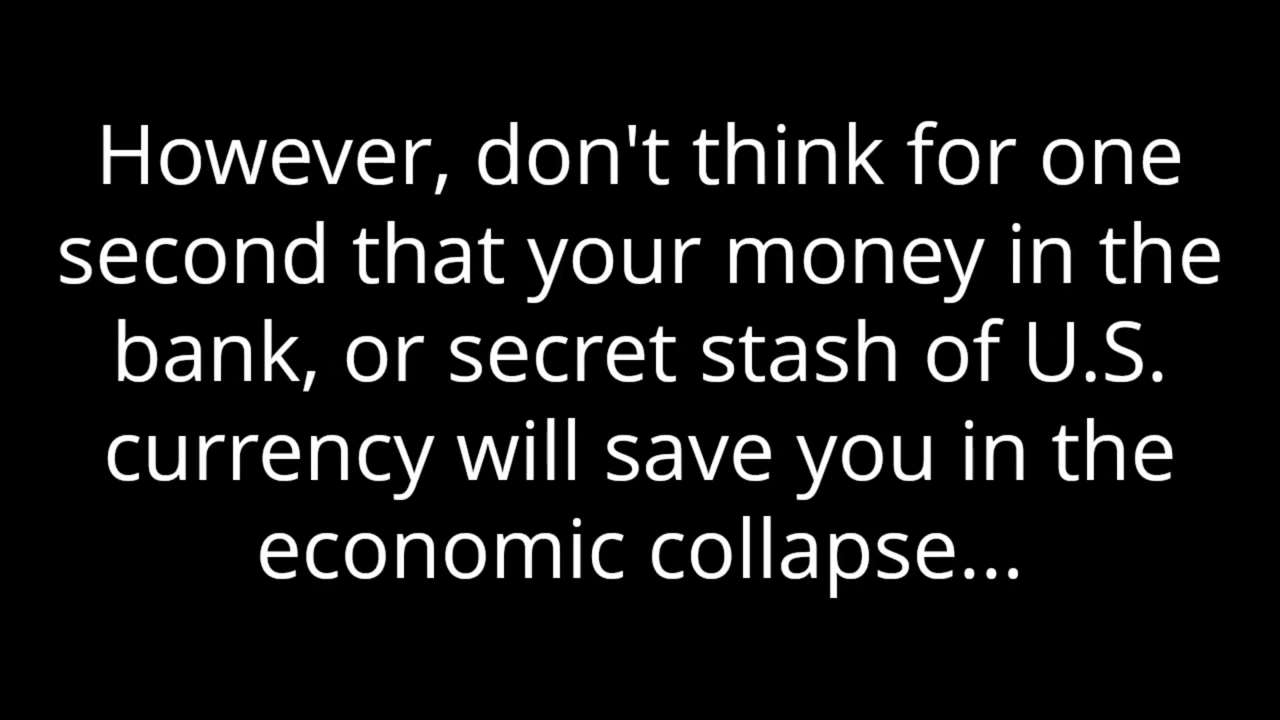 However, don't think for one
second that your money in the
bank, or secret stash of U.S.
currency will save you in the
economic collapse...